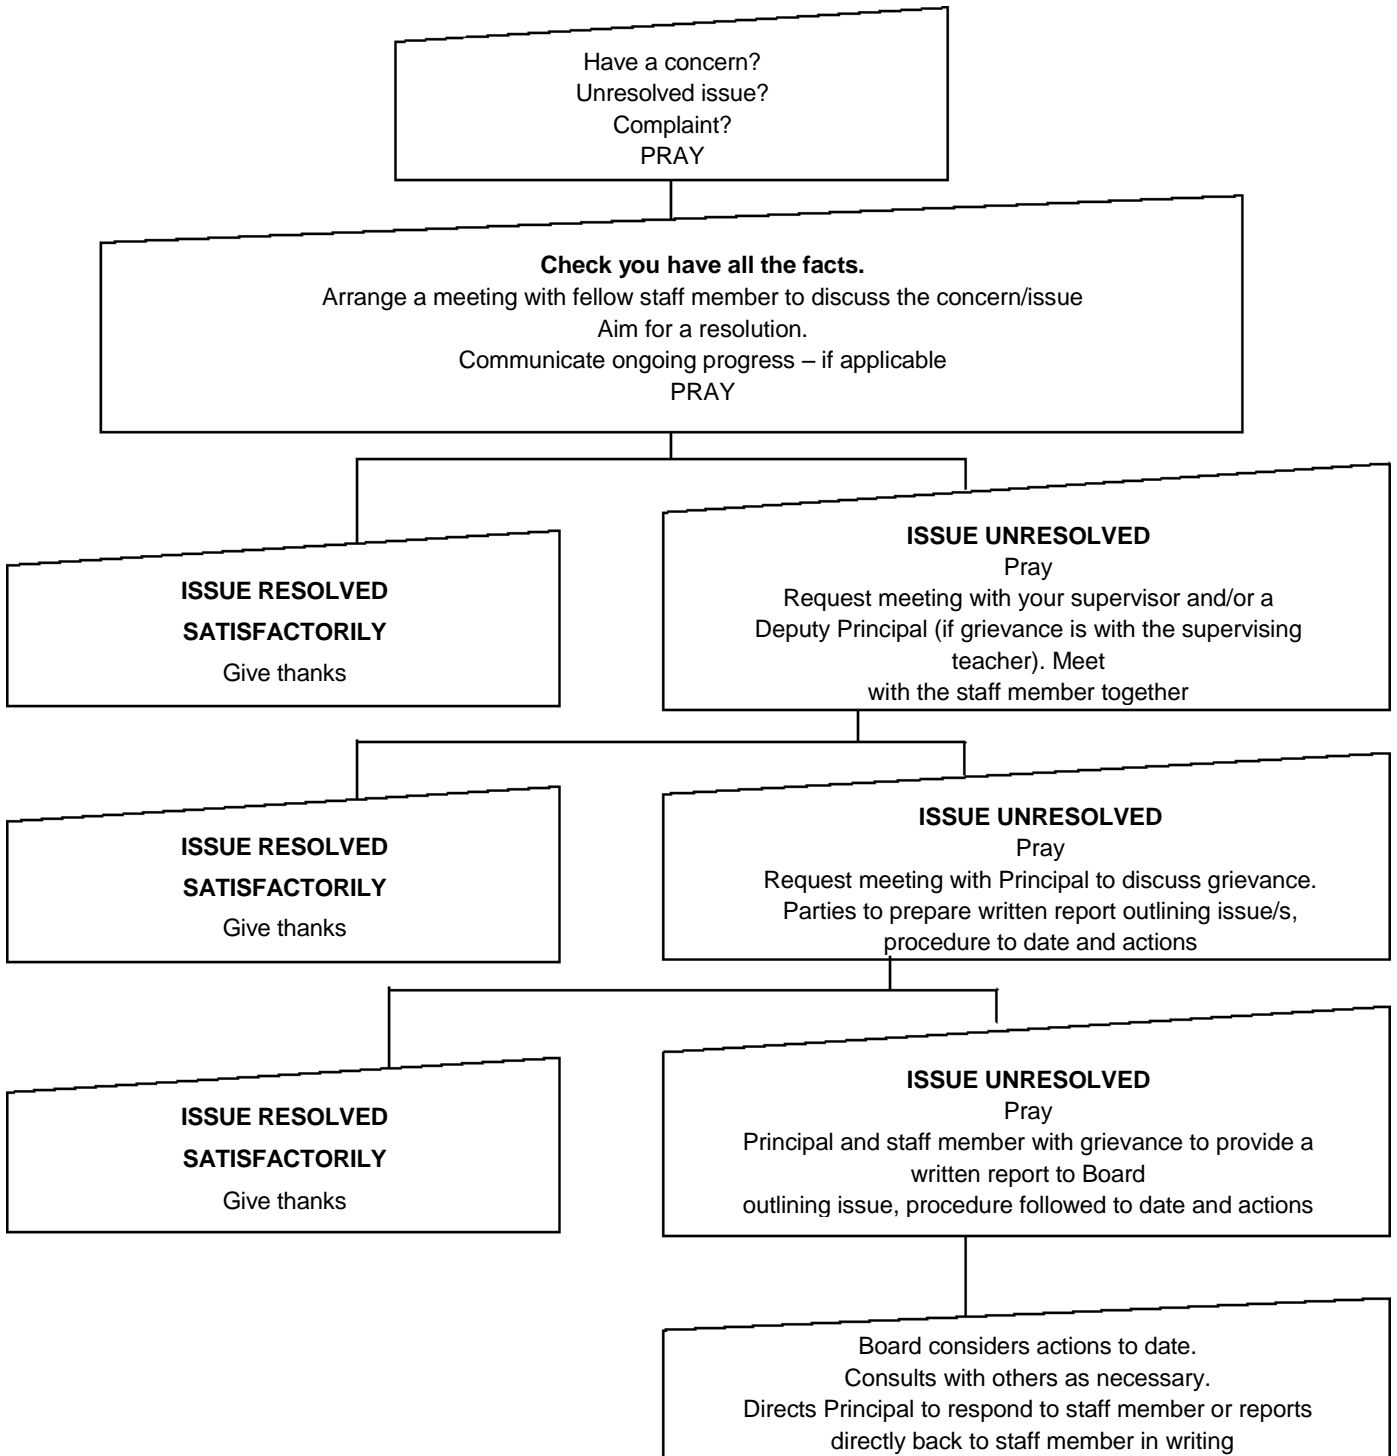 Have a concern?
Unresolved issue?
Complaint?
PRAY
Check you have all the facts.
Arrange a meeting with fellow staff member to discuss the concern/issue
Aim for a resolution.
Communicate ongoing progress – if applicable
PRAY
ISSUE RESOLVED
SATISFACTORILY
Give thanks
ISSUE UNRESOLVED
Pray
Request meeting with your supervisor and/or a
Deputy Principal (if grievance is with the supervising
teacher). Meet
with the staff member together
ISSUE RESOLVED
SATISFACTORILY
Give thanks
ISSUE UNRESOLVED
Pray
Request meeting with Principal to discuss grievance.
Parties to prepare written report outlining issue/s,
procedure to date and actions
ISSUE RESOLVED
SATISFACTORILY
Give thanks
ISSUE UNRESOLVED
Pray
Principal and staff member with grievance to provide a
written report to Board
outlining issue, procedure followed to date and actions
Board considers actions to date.
Consults with others as necessary.
Directs Principal to respond to staff member or reports
directly back to staff member in writing